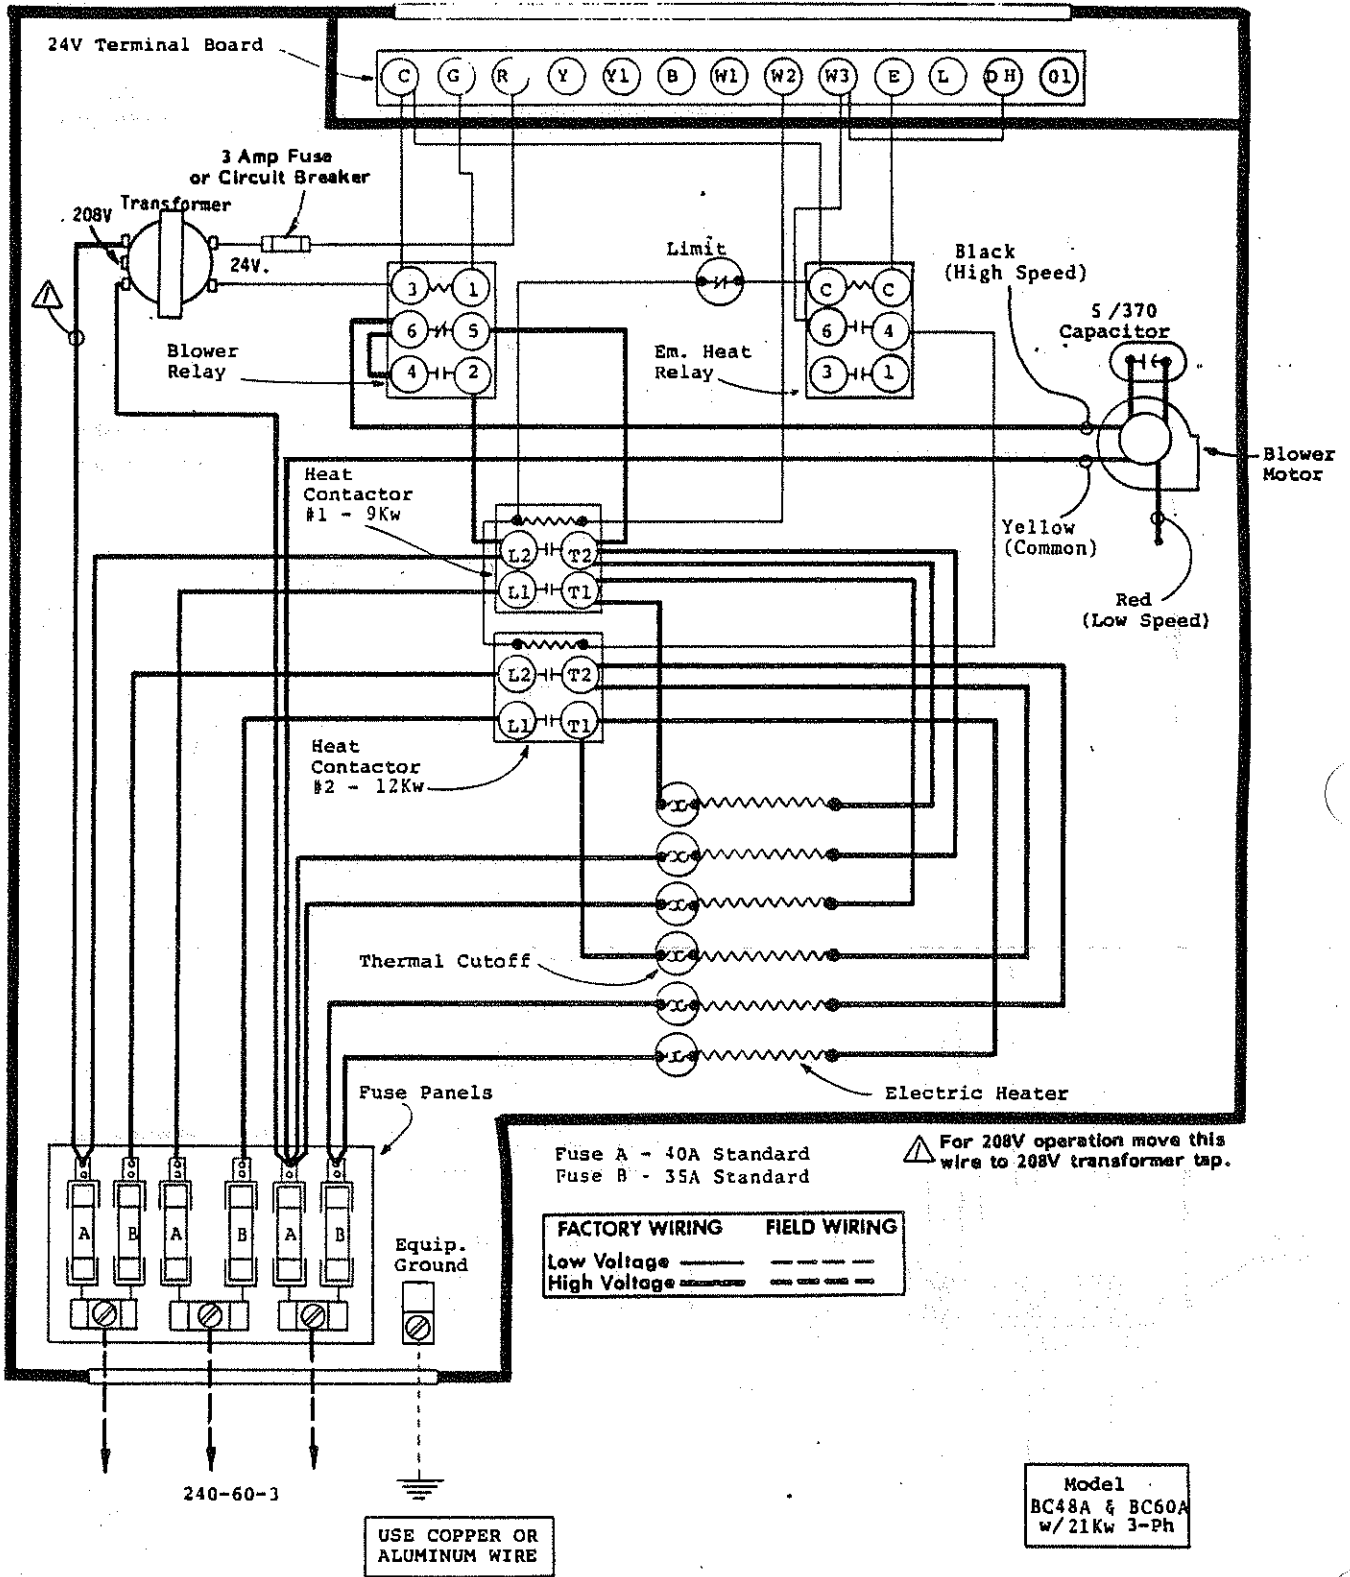 24V Terminal Board
C G R Y Y1 B W1 W2 W3 E L DH O1
3 Amp Fuse
or Circuit Breaker
Transformer
208V
24V.
Limit
Black
(High Speed)
5/370
Capacitor
3 1
6 5
4 2
Blower
Relay
C C
6 4
3 1
Em. Heat
Relay
Blower
Motor
Heat
Contactor
#1 - 9Kw
L2 T2
L1 T1
Yellow
(Common)
Red
(Low Speed)
L2 T2
L1 T1
Heat
Contactor
#2 - 12Kw
Thermal Cutoff
Electric Heater
Fuse Panels
A B A B A B
Equip.
Ground
Fuse A - 40A Standard
Fuse B - 35A Standard
1 For 208V operation move this
wire to 208V transformer tap.
FACTORY WIRING FIELD WIRING
Low Voltage
High Voltage
240-60-3
USE COPPER OR
ALUMINUM WIRE
Model
BC48A & BC60A
w/21Kw 3-Ph